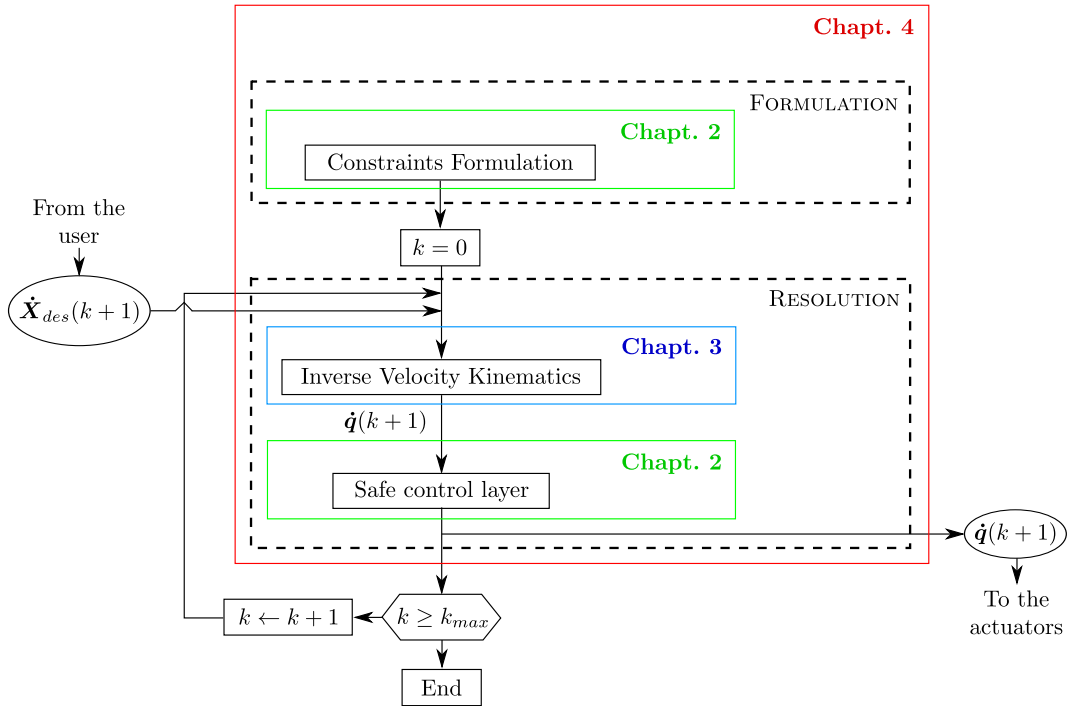 Chapt. 4
FORMULATION
Chapt. 2
Constraints Formulation
From the
user
k = 0
Ẋ_des(k+1)
RESOLUTION
Chapt. 3
Inverse Velocity Kinematics
q̇(k+1)
Chapt. 2
Safe control layer
q̇(k+1)
To the
actuators
k ← k + 1
k ≥ k_max
End